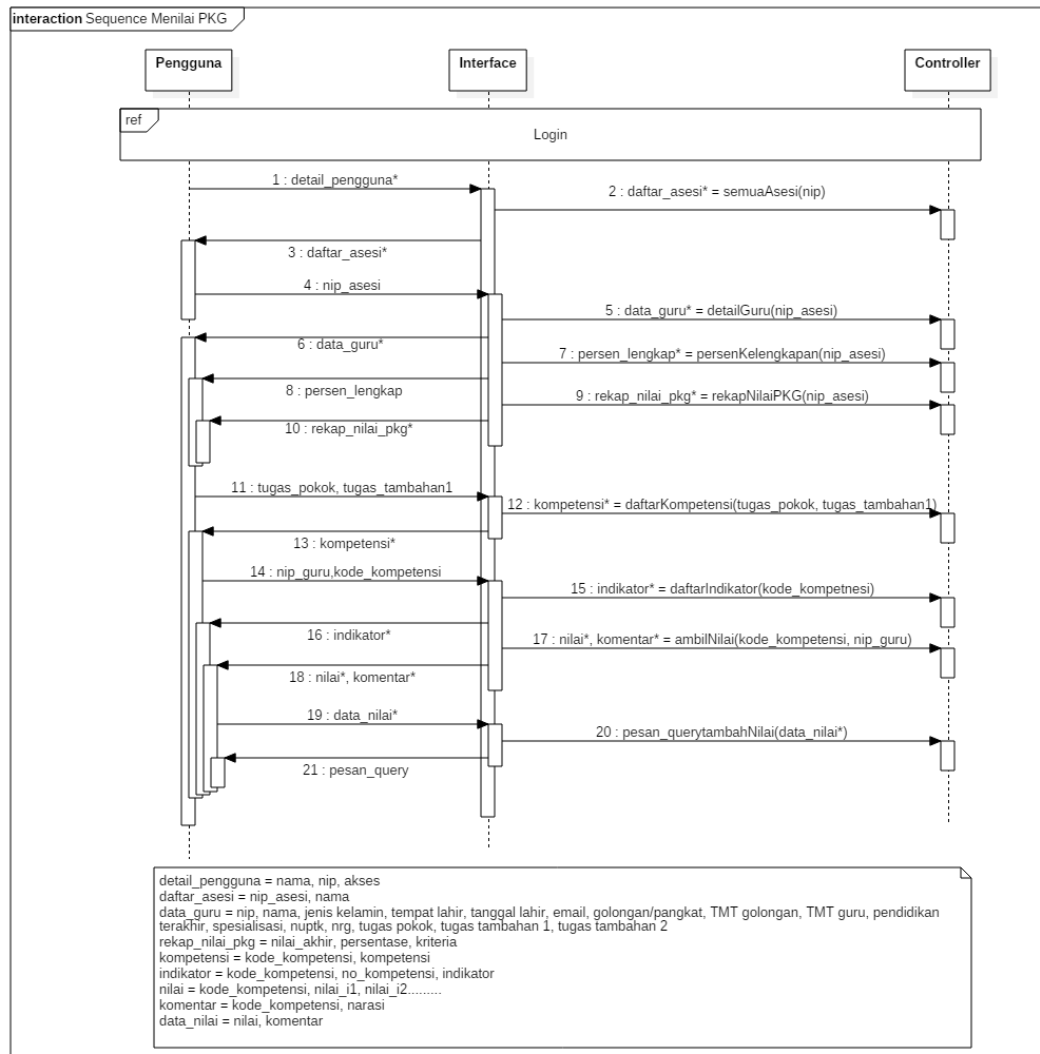 interaction Sequence Menilai PKG
Pengguna
Interface
Controller
ref
Login
1 : detail_pengguna*
2 : daftar_asesi* = semuaAsesi(nip)
3 : daftar_asesi*
4 : nip_asesi
5 : data_guru* = detailGuru(nip_asesi)
6 : data_guru*
7 : persen_lengkap* = persenKelengkapan(nip_asesi)
8 : persen_lengkap
9 : rekap_nilai_pkg* = rekapNilaiPKG(nip_asesi)
10 : rekap_nilai_pkg*
11 : tugas_pokok, tugas_tambahan1
12 : kompetensi* = daftarKompetensi(tugas_pokok, tugas_tambahan1)
13 : kompetensi*
14 : nip_guru,kode_kompetensi
15 : indikator* = daftarIndikator(kode_kompetnesi)
16 : indikator*
17 : nilai*, komentar* = ambilNilai(kode_kompetensi, nip_guru)
18 : nilai*, komentar*
19 : data_nilai*
20 : pesan_querytambahNilai(data_nilai*)
21 : pesan_query
detail_pengguna = nama, nip, akses
daftar_asesi = nip_asesi, nama
data_guru = nip, nama, jenis kelamin, tempat lahir, tanggal lahir, email, golongan/pangkat, TMT golongan, TMT guru, pendidikan
terakhir, spesialisasi, nuptk, nrg, tugas pokok, tugas tambahan 1, tugas tambahan 2
rekap_nilai_pkg = nilai_akhir, persentase, kriteria
kompetensi = kode_kompetensi, kompetensi
indikator = kode_kompetensi, no_kompetensi, indikator
nilai = kode_kompetensi, nilai_i1, nilai_i2.........
komentar = kode_kompetensi, narasi
data_nilai = nilai, komentar